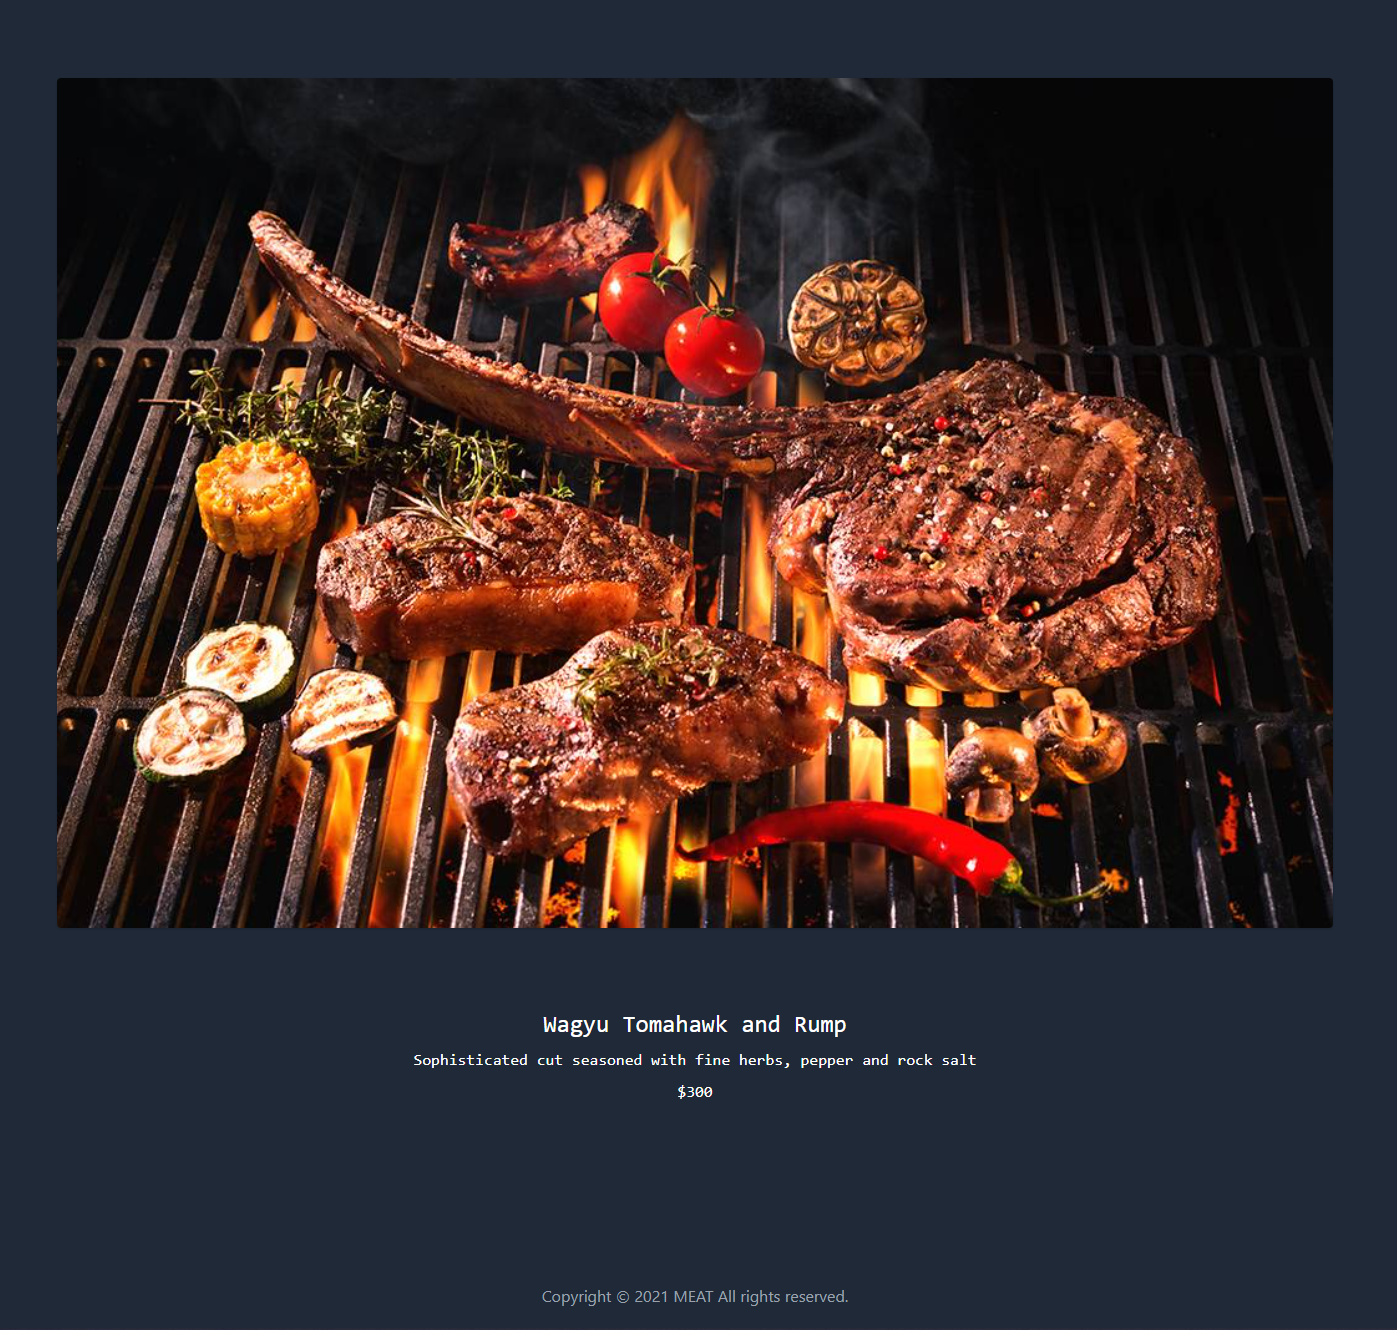 Wagyu Tomahawk and Rump
Sophisticated cut seasoned with fine herbs, pepper and rock salt
$300
Copyright © 2021 MEAT All rights reserved.